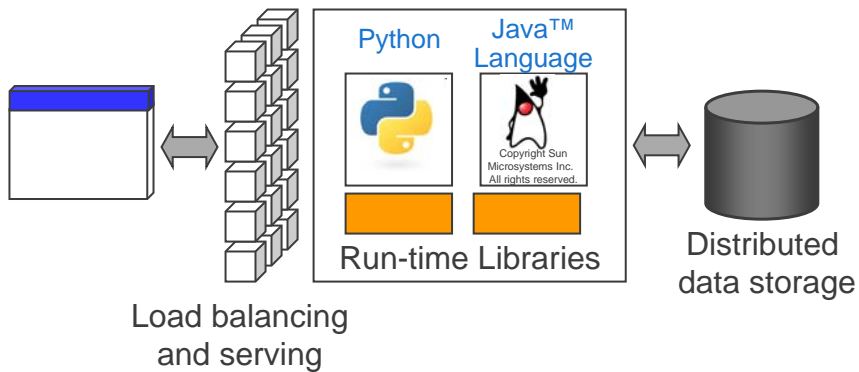 Python
Java™
Language
Copyright Sun
Microsystems Inc.
All rights reserved.
Run-time Libraries
Load balancing
and serving
Distributed
data storage